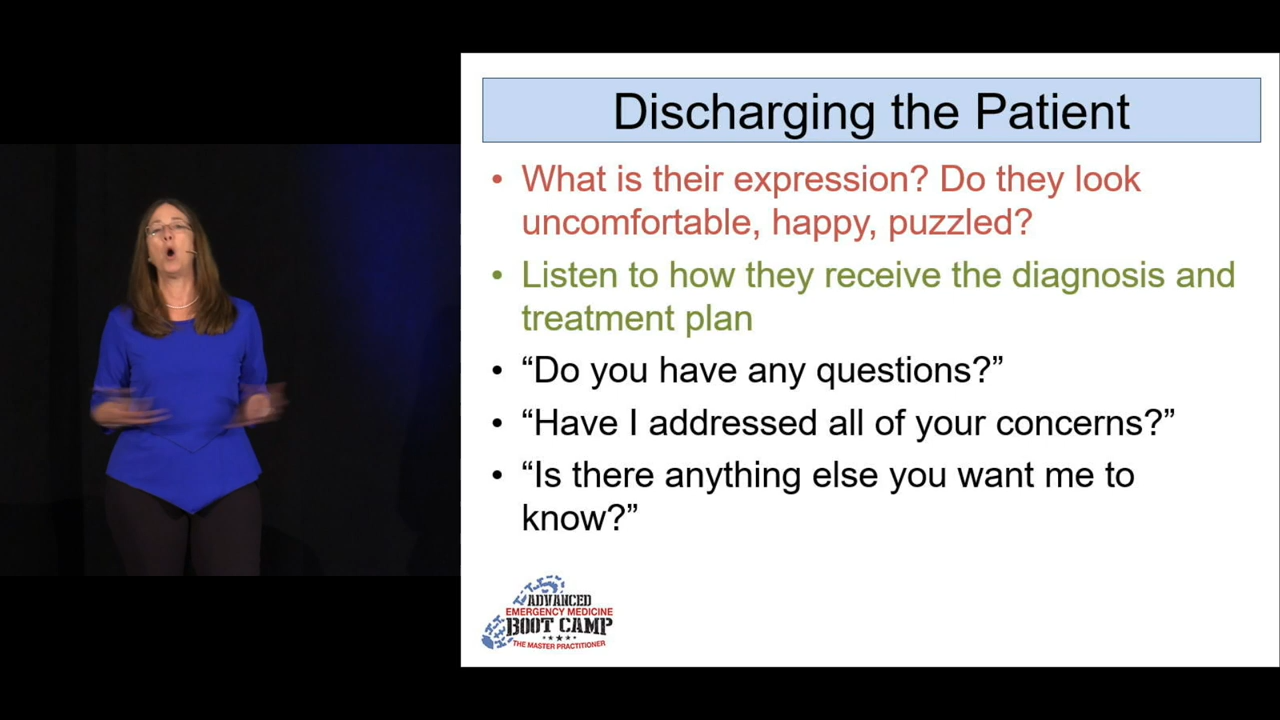 Discharging the Patient
• What is their expression? Do they look
uncomfortable, happy, puzzled?
• Listen to how they receive the diagnosis and
treatment plan
• “Do you have any questions?”
• “Have I addressed all of your concerns?”
• “Is there anything else you want me to
know?”
ADVANCED
EMERGENCY MEDICINE
BOOT CAMP
THE MASTER PRACTITIONER